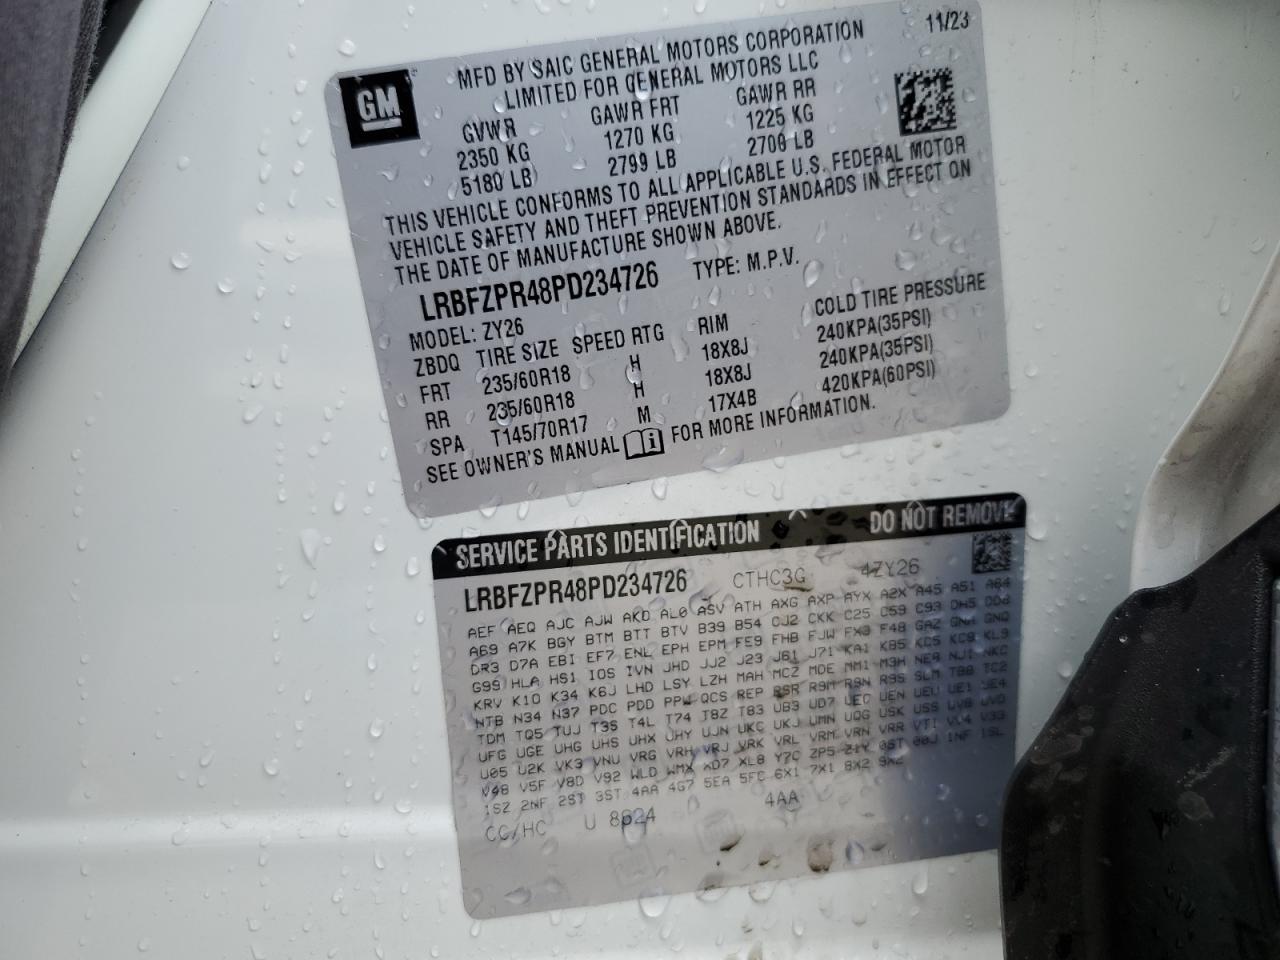 GM
11/23
MFD BY SAIC GENERAL MOTORS CORPORATION
LIMITED FOR GENERAL MOTORS LLC
GVWR GAWR FRT GAWR RR
2350 KG 1270 KG 1225 KG
5180 LB 2799 LB 2700 LB
THIS VEHICLE CONFORMS TO ALL APPLICABLE U.S. FEDERAL MOTOR
VEHICLE SAFETY AND THEFT PREVENTION STANDARDS IN EFFECT ON
THE DATE OF MANUFACTURE SHOWN ABOVE.
LRBFZPR48PD234726 TYPE: M.P.V.
MODEL: ZY26
ZBDQ TIRE SIZE SPEED RTG RIM COLD TIRE PRESSURE
FRT 235/60R18 H 18X8J 240KPA(35PSI)
RR 235/60R18 H 18X8J 240KPA(35PSI)
SPA T145/70R17 M 17X4B 420KPA(60PSI)
SEE OWNER'S MANUAL FOR MORE INFORMATION.
SERVICE PARTS IDENTIFICATION DO NOT REMOVE
LRBFZPR48PD234726 CTHC3G 4ZY26
AEF AEQ AJC AJW AKO AL0 ASV ATH AXG AXP AYX A2X A45 A51 A64
A69 A7K BGY BTM BTT BTV B39 B54 CJ2 CKK C25 C59 C93 DH5 DD8
DR3 D7A EBI EF7 ENL EPH EPM FE9 FHB FJW FX3 F48 GAZ GNH GNQ
G99 HLA HS1 IOS IVN JHD JJ2 J23 J61 J71 KA1 KB5 KC5 KC9 KL9
KRV K10 K34 K6J LHD LSY LZH MAH MCZ MDE MM1 M3H NE8 NJ1 NKC
NTB N34 N37 PDC PDD PPW QCS REP RSR R9M R9N R9S SLM T8B TC2
TDM TQ5 TUJ T3S T4L T74 T8Z T83 UB3 UD7 UEC UEN UEU UE1 UE4
UFG UGE UHG UHS UHX UHY UJN UKC UKJ UMN UQG USK USS UVB UVD
U05 U2K VK3 VNU VRG VRH VRJ VRK VRL VRM VRN VRR VTI VV4 V33
V48 V5F V8D V92 WLD WMX XD7 XL8 Y7C ZP5 Z1Y 0ST 00J 1NF 1SL
1SZ 2NF 2ST 3ST 4AA 4G7 5EA 5FC 6X1 7X1 8X2 9X2
CC/HC U 8624 4AA